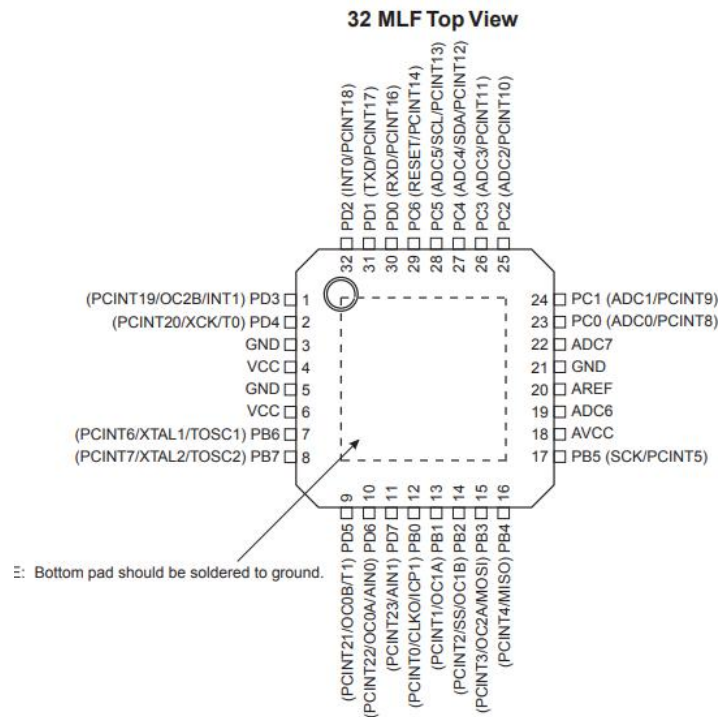 32 MLF Top View
PD2 (INT0/PCINT18)
PD1 (TXD/PCINT17)
PD0 (RXD/PCINT16)
PC6 (RESET/PCINT14)
PC5 (ADC5/SCL/PCINT13)
PC4 (ADC4/SDA/PCINT12)
PC3 (ADC3/PCINT11)
PC2 (ADC2/PCINT10)
32
31
30
29
28
27
26
25
(PCINT19/OC2B/INT1) PD3 1
(PCINT20/XCK/T0) PD4 2
GND 3
VCC 4
GND 5
VCC 6
(PCINT6/XTAL1/TOSC1) PB6 7
(PCINT7/XTAL2/TOSC2) PB7 8
24 PC1 (ADC1/PCINT9)
23 PC0 (ADC0/PCINT8)
22 ADC7
21 GND
20 AREF
19 ADC6
18 AVCC
17 PB5 (SCK/PCINT5)
9
10
11
12
13
14
15
16
(PCINT21/OC0B/T1) PD5
(PCINT22/OC0A/AIN0) PD6
(PCINT23/AIN1) PD7
(PCINT0/CLKO/ICP1) PB0
(PCINT1/OC1A) PB1
(PCINT2/SS/OC1B) PB2
(PCINT3/OC2A/MOSI) PB3
(PCINT4/MISO) PB4
E: Bottom pad should be soldered to ground.